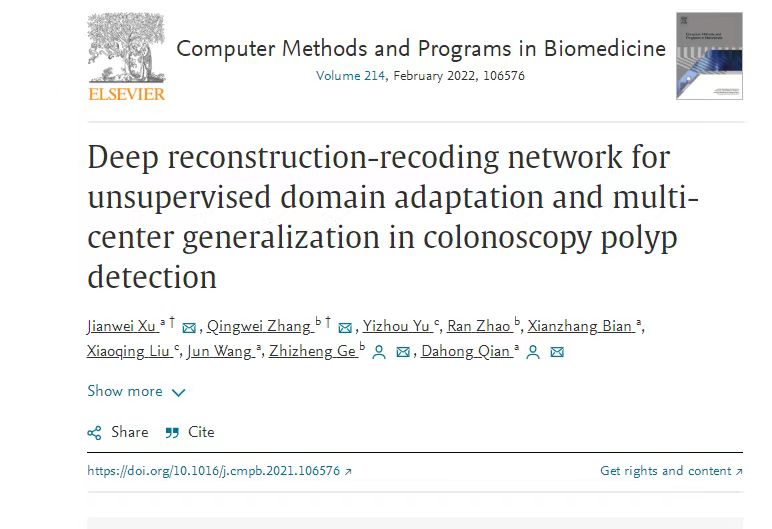 Computer Methods and Programs in Biomedicine
Volume 214, February 2022, 106576
ELSEVIER
Deep reconstruction-recoding network for
unsupervised domain adaptation and multi-
center generalization in colonoscopy polyp
detection
Jianwei Xu a †, Qingwei Zhang b †, Yizhou Yu c, Ran Zhao b, Xianzhang Bian a,
Xiaoqing Liu c, Jun Wang a, Zhizheng Ge b, Dahong Qian a
Show more
Share Cite
https://doi.org/10.1016/j.cmpb.2021.106576 ↗ Get rights and content ↗